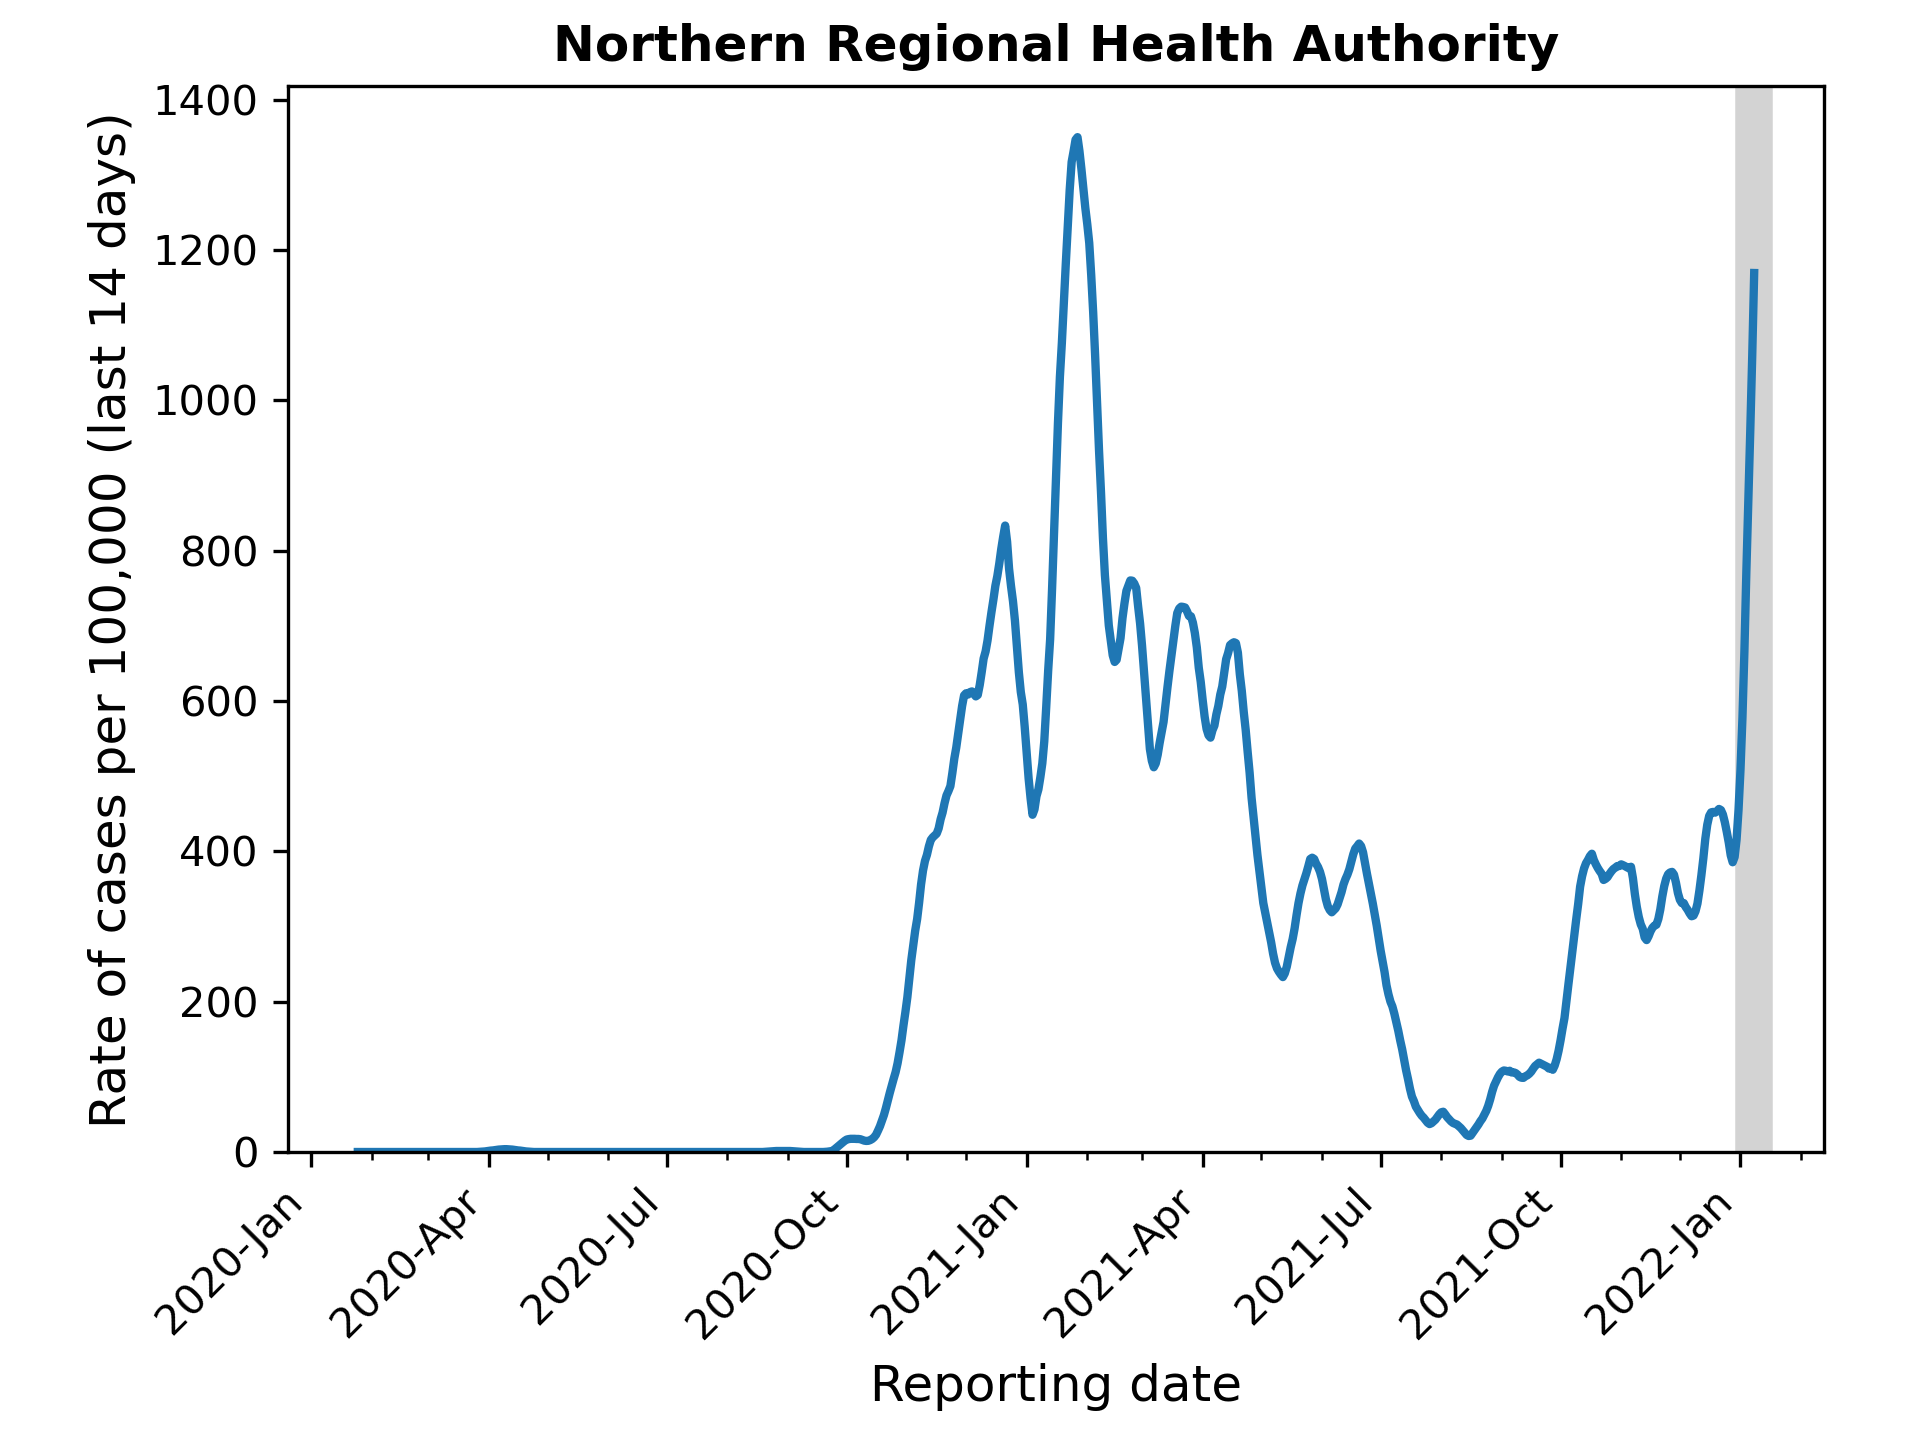 Northern Regional Health Authority
Rate of cases per 100,000 (last 14 days)
1400
1200
1000
800
600
400
200
0
2020-Jan
2020-Apr
2020-Jul
2020-Oct
2021-Jan
2021-Apr
2021-Jul
2021-Oct
2022-Jan
Reporting date